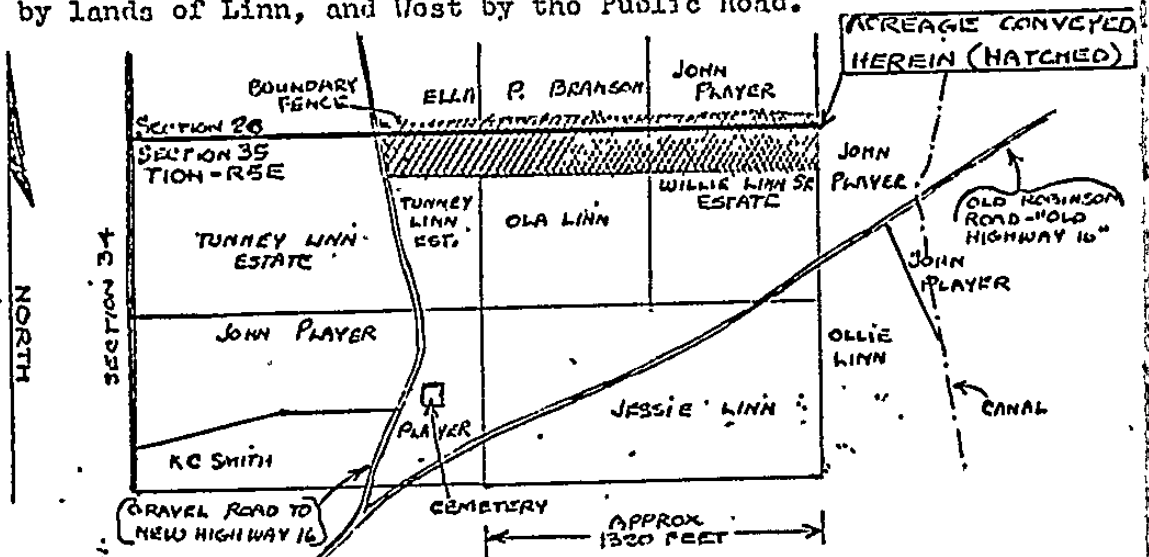 by lands of Linn, and West by the Public Road.
ACREAGE CONVEYED
HEREIN (HATCHED)
BOUNDARY
FENCE
ELLA
P. BRANSON
JOHN
PLAYER
SECTION 26
SECTION 35
TION-R5E
JOHN
PLAYER
TUNNEY
LINN
EST.
OLA LINN
WILLIE LINN SR
ESTATE
OLD ROBINSON
ROAD-"OLD
HIGHWAY 16"
TUNNEY LINN
ESTATE
SECTION 34
NORTH
JOHN
PLAYER
JOHN PLAYER
OLLIE
LINN
JESSIE LINN
CANAL
PLAYER
KC SMITH
GRAVEL ROAD TO
NEW HIGHWAY 16
CEMETERY
APPROX
1320 FEET